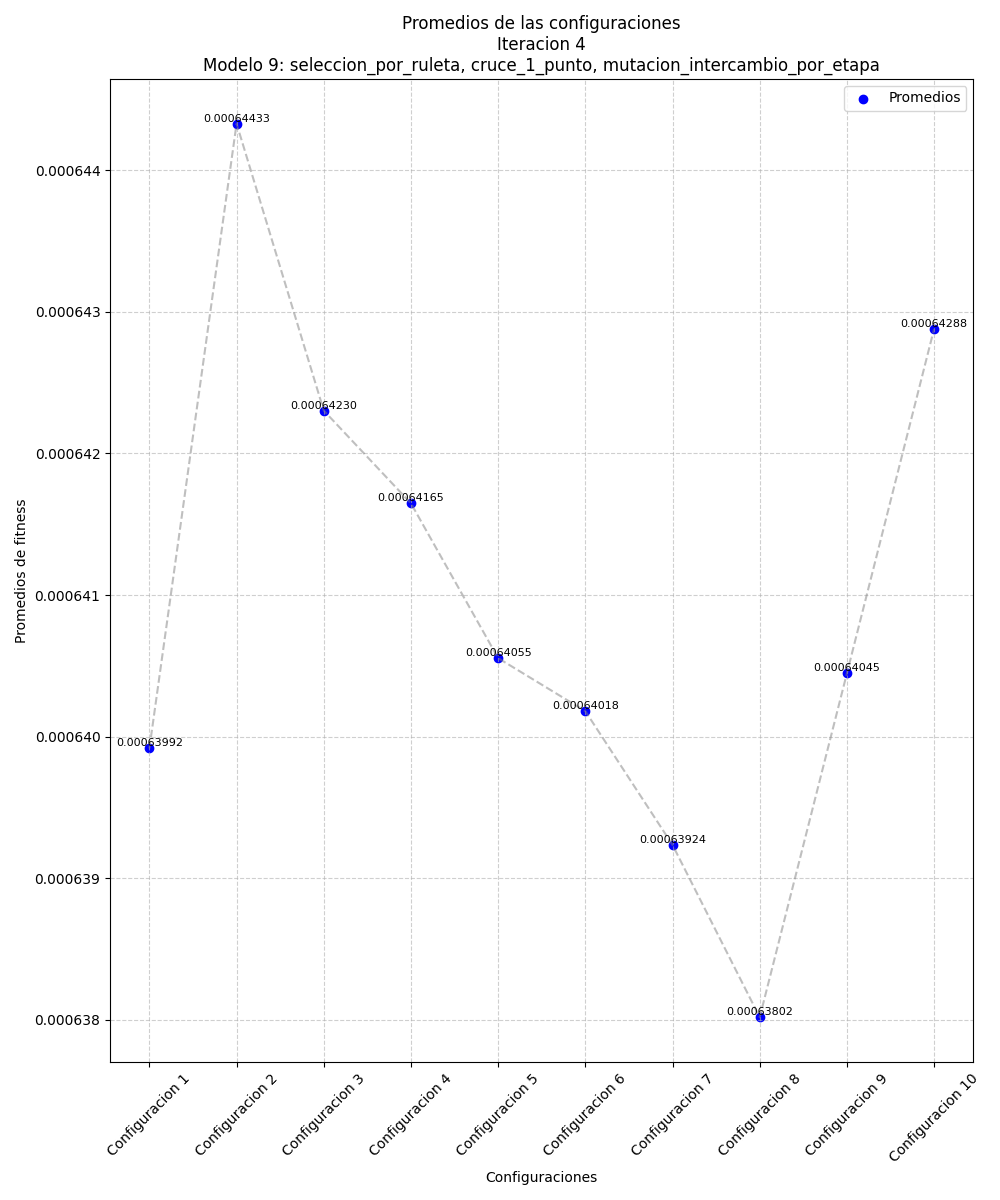 Promedios de las configuraciones
Iteracion 4
Modelo 9: seleccion_por_ruleta, cruce_1_punto, mutacion_intercambio_por_etapa
Promedios
0.00064433
0.000644
0.000643
0.00064288
0.00064230
0.000642
0.00064165
Promedios de fitness
0.000641
0.00064055
0.00064045
0.00064018
0.000640
0.00063992
0.00063924
0.000639
0.00063802
0.000638
Configuracion 1
Configuracion 2
Configuracion 3
Configuracion 4
Configuracion 5
Configuracion 6
Configuracion 7
Configuracion 8
Configuracion 9
Configuracion 10
Configuraciones